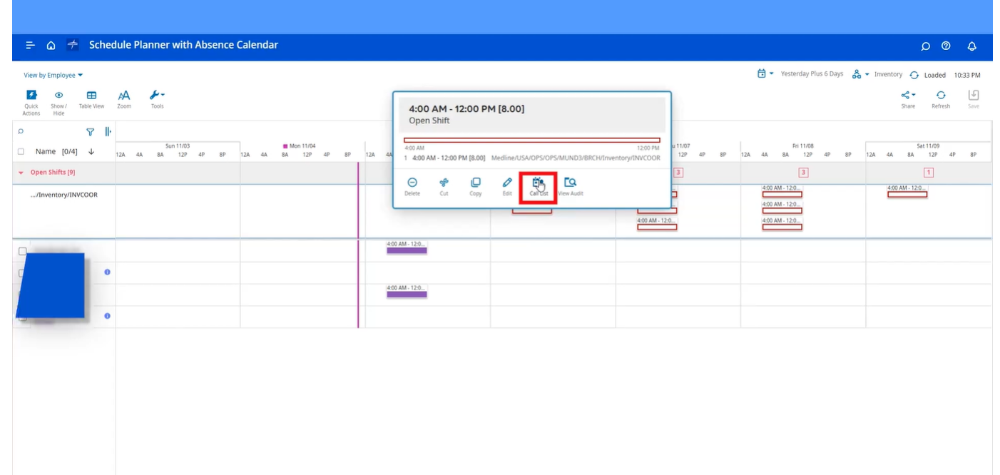 Schedule Planner with Absence Calendar
View by Employee
Yesterday Plus 6 Days
Inventory
Loaded 10:33 PM
Quick Actions
Show / Hide
Table View
Zoom
Tools
Share
Refresh
Save
4:00 AM - 12:00 PM [8.00]
Open Shift
4:00 AM 12:00 PM
1 4:00 AM - 12:00 PM [8.00] Medline/USA/OPS/OPS/MUND3/BRCH/Inventory/INVCOOR
Delete Cut Copy Edit Call List View Audit
Name [0/4]
Sun 11/03
12A 4A 8A 12P 4P 8P
Mon 11/04
12A 4A 8A 12P 4P 8P
12A
11/07
12P 4P 8P
Fri 11/08
12A 4A 8A 12P 4P 8P
Sat 11/09
12A 4A 8A 12P 4P 8P
Open Shifts [9]
3
3
1
.../Inventory/INVCOOR
4:00 AM - 12:0...
4:00 AM - 12:0...
4:00 AM - 12:0...
4:00 AM - 12:0...
4:00 AM - 12:0...
4:00 AM - 12:0...
4:00 AM - 12:0...